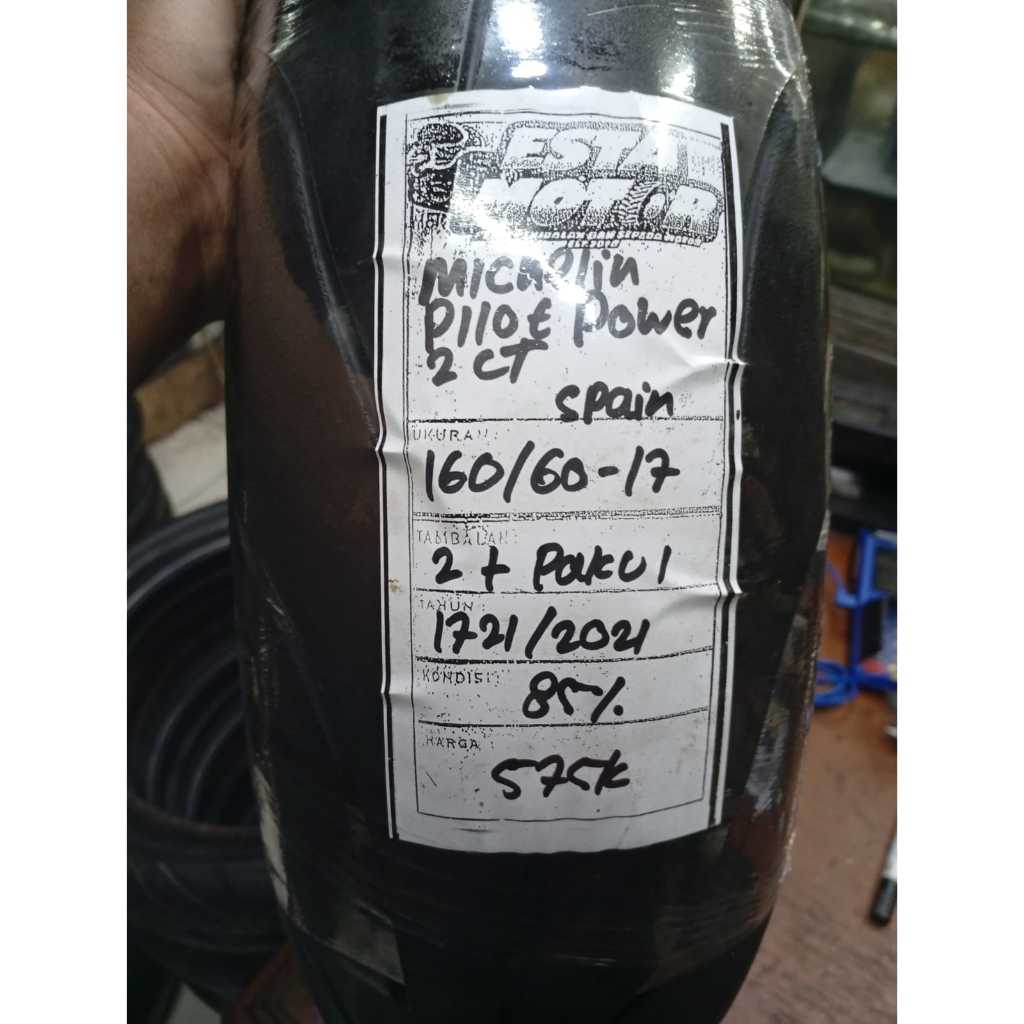 ESTA
MOTOR
Michelin
Pilot Power
2 CT
spain
UKURAN :
160/60-17
TAMBALAN :
2 + Paku 1
TAHUN :
1721/2021
KONDISI :
85%
HARGA :
575k